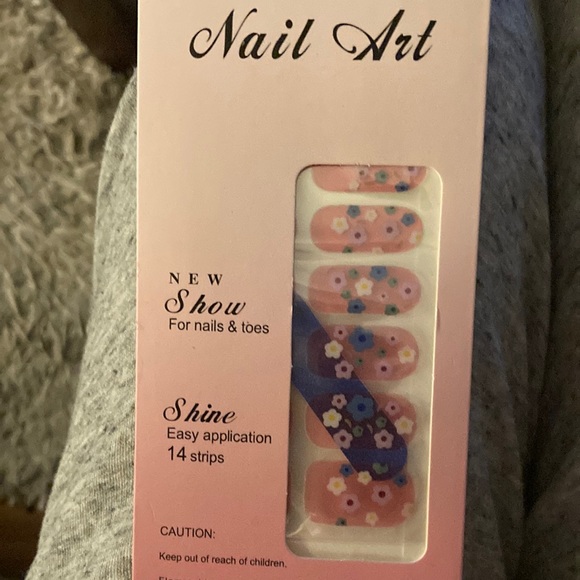 Nail Art
NEW
Show
For nails & toes
Shine
Easy application
14 strips
CAUTION:
Keep out of reach of children.